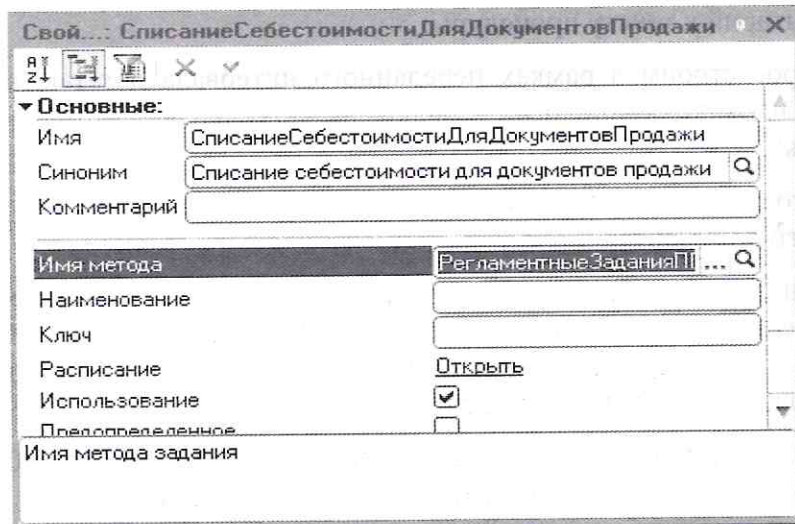 Свой...: СписаниеСебестоимостиДляДокументовПродажи
Основные:
Имя СписаниеСебестоимостиДляДокументовПродажи
Синоним Списание себестоимости для документов продажи
Комментарий
Имя метода РегламентныеЗаданияП ...
Наименование
Ключ
Расписание Открыть
Использование
Предопределенное
Имя метода задания